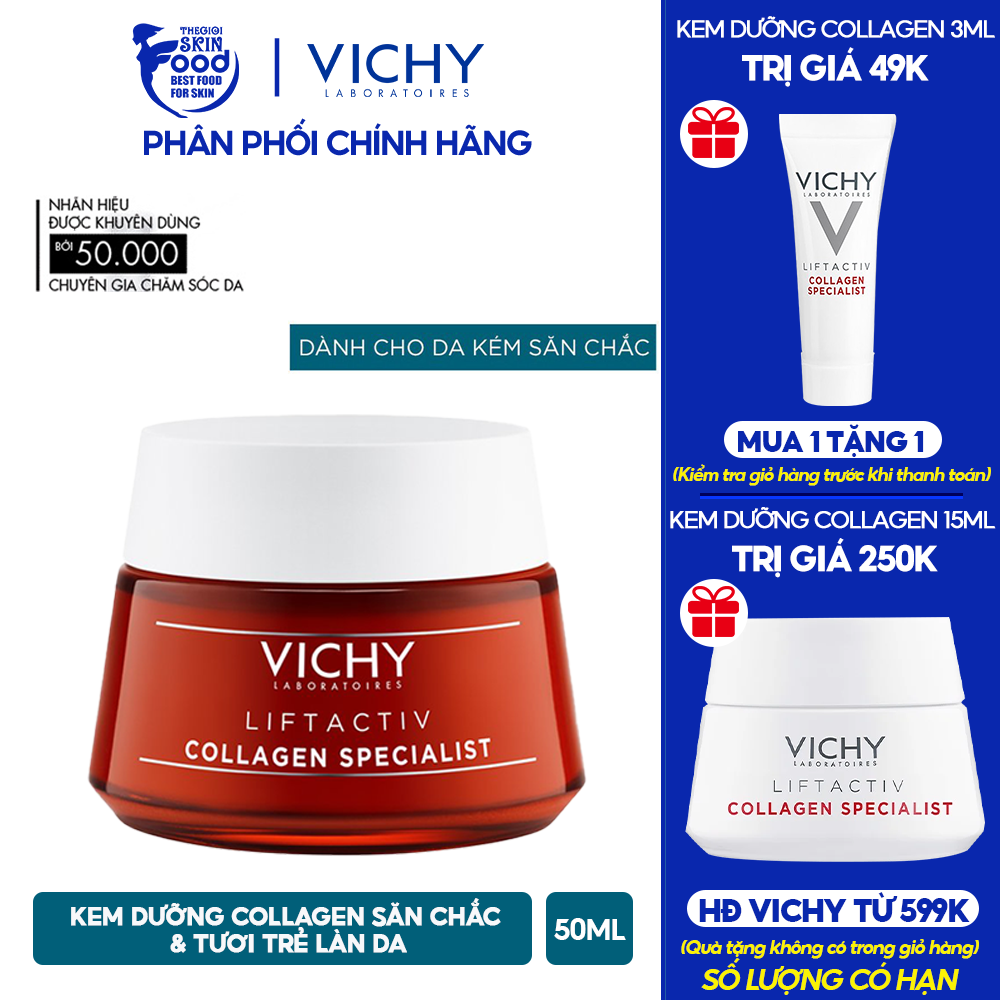 THEGIOI
SKIN
Food
BEST FOOD
FOR SKIN
VICHY
LABORATOIRES
PHÂN PHỐI CHÍNH HÃNG
NHÃN HIỆU
ĐƯỢC KHUYÊN DÙNG
BỞI 50.000
CHUYÊN GIA CHĂM SÓC DA
DÀNH CHO DA KÉM SĂN CHẮC
VICHY
LABORATOIRES
LIFTACTIV
COLLAGEN SPECIALIST
KEM DƯỠNG COLLAGEN SĂN CHẮC
& TƯƠI TRẺ LÀN DA
50ML
KEM DƯỠNG COLLAGEN 3ML
TRỊ GIÁ 49K
VICHY
LABORATOIRES
V
LIFTACTIV
COLLAGEN
SPECIALIST
MUA 1 TẶNG 1
(Kiểm tra giỏ hàng trước khi thanh toán)
KEM DƯỠNG COLLAGEN 15ML
TRỊ GIÁ 250K
VICHY
LABORATOIRES
LIFTACTIV
COLLAGEN SPECIALIST
HĐ VICHY TỪ 599K
(Quà tặng không có trong giỏ hàng)
SỐ LƯỢNG CÓ HẠN